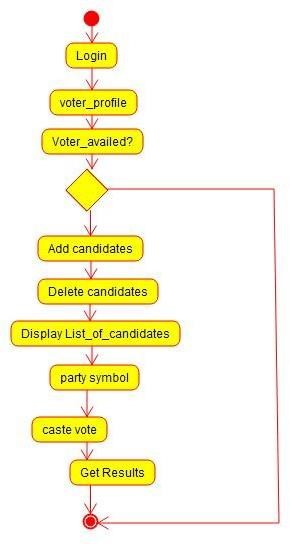 Login
voter_profile
Voter_availed?
Add candidates
Delete candidates
Display List_of_candidates
party symbol
caste vote
Get Results